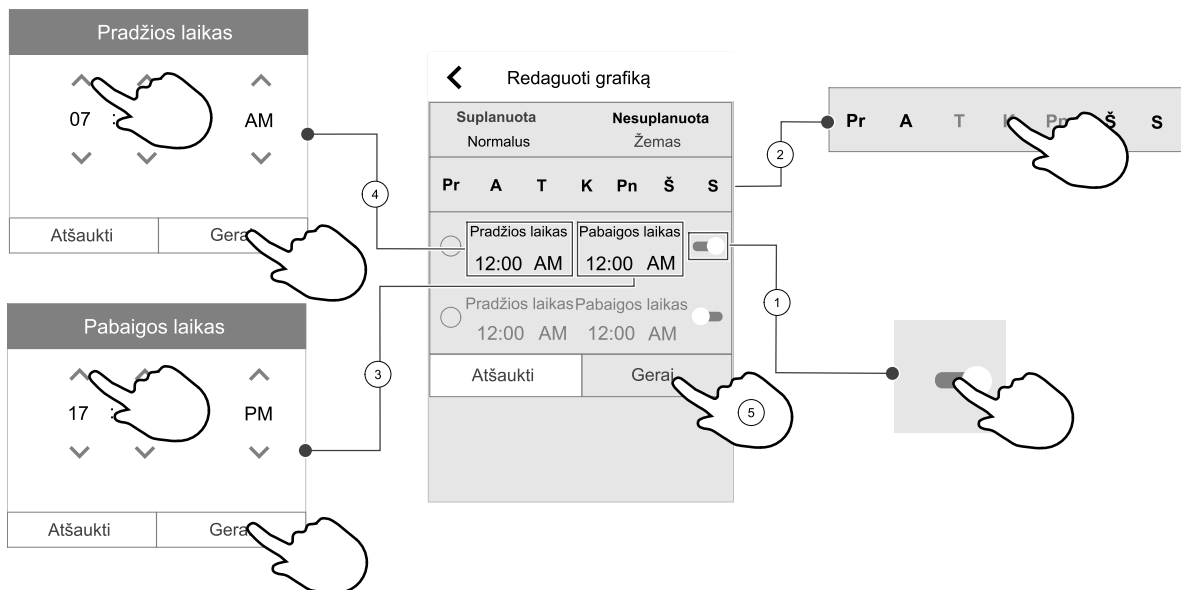 Pradžios laikas
07 :
AM
Atšaukti
Gera
4
Pabaigos laikas
17 :
PM
Atšaukti
Gera
3
Redaguoti grafiką
Suplanuota Nesuplanuota
Normalus Žemas
Pr A T K Pn Š S
Pradžios laikas Pabaigos laikas
12:00 AM 12:00 AM
Pradžios laikas Pabaigos laikas
12:00 AM 12:00 AM
Atšaukti Gerai
5
2
Pr A T K Pn Š S
1